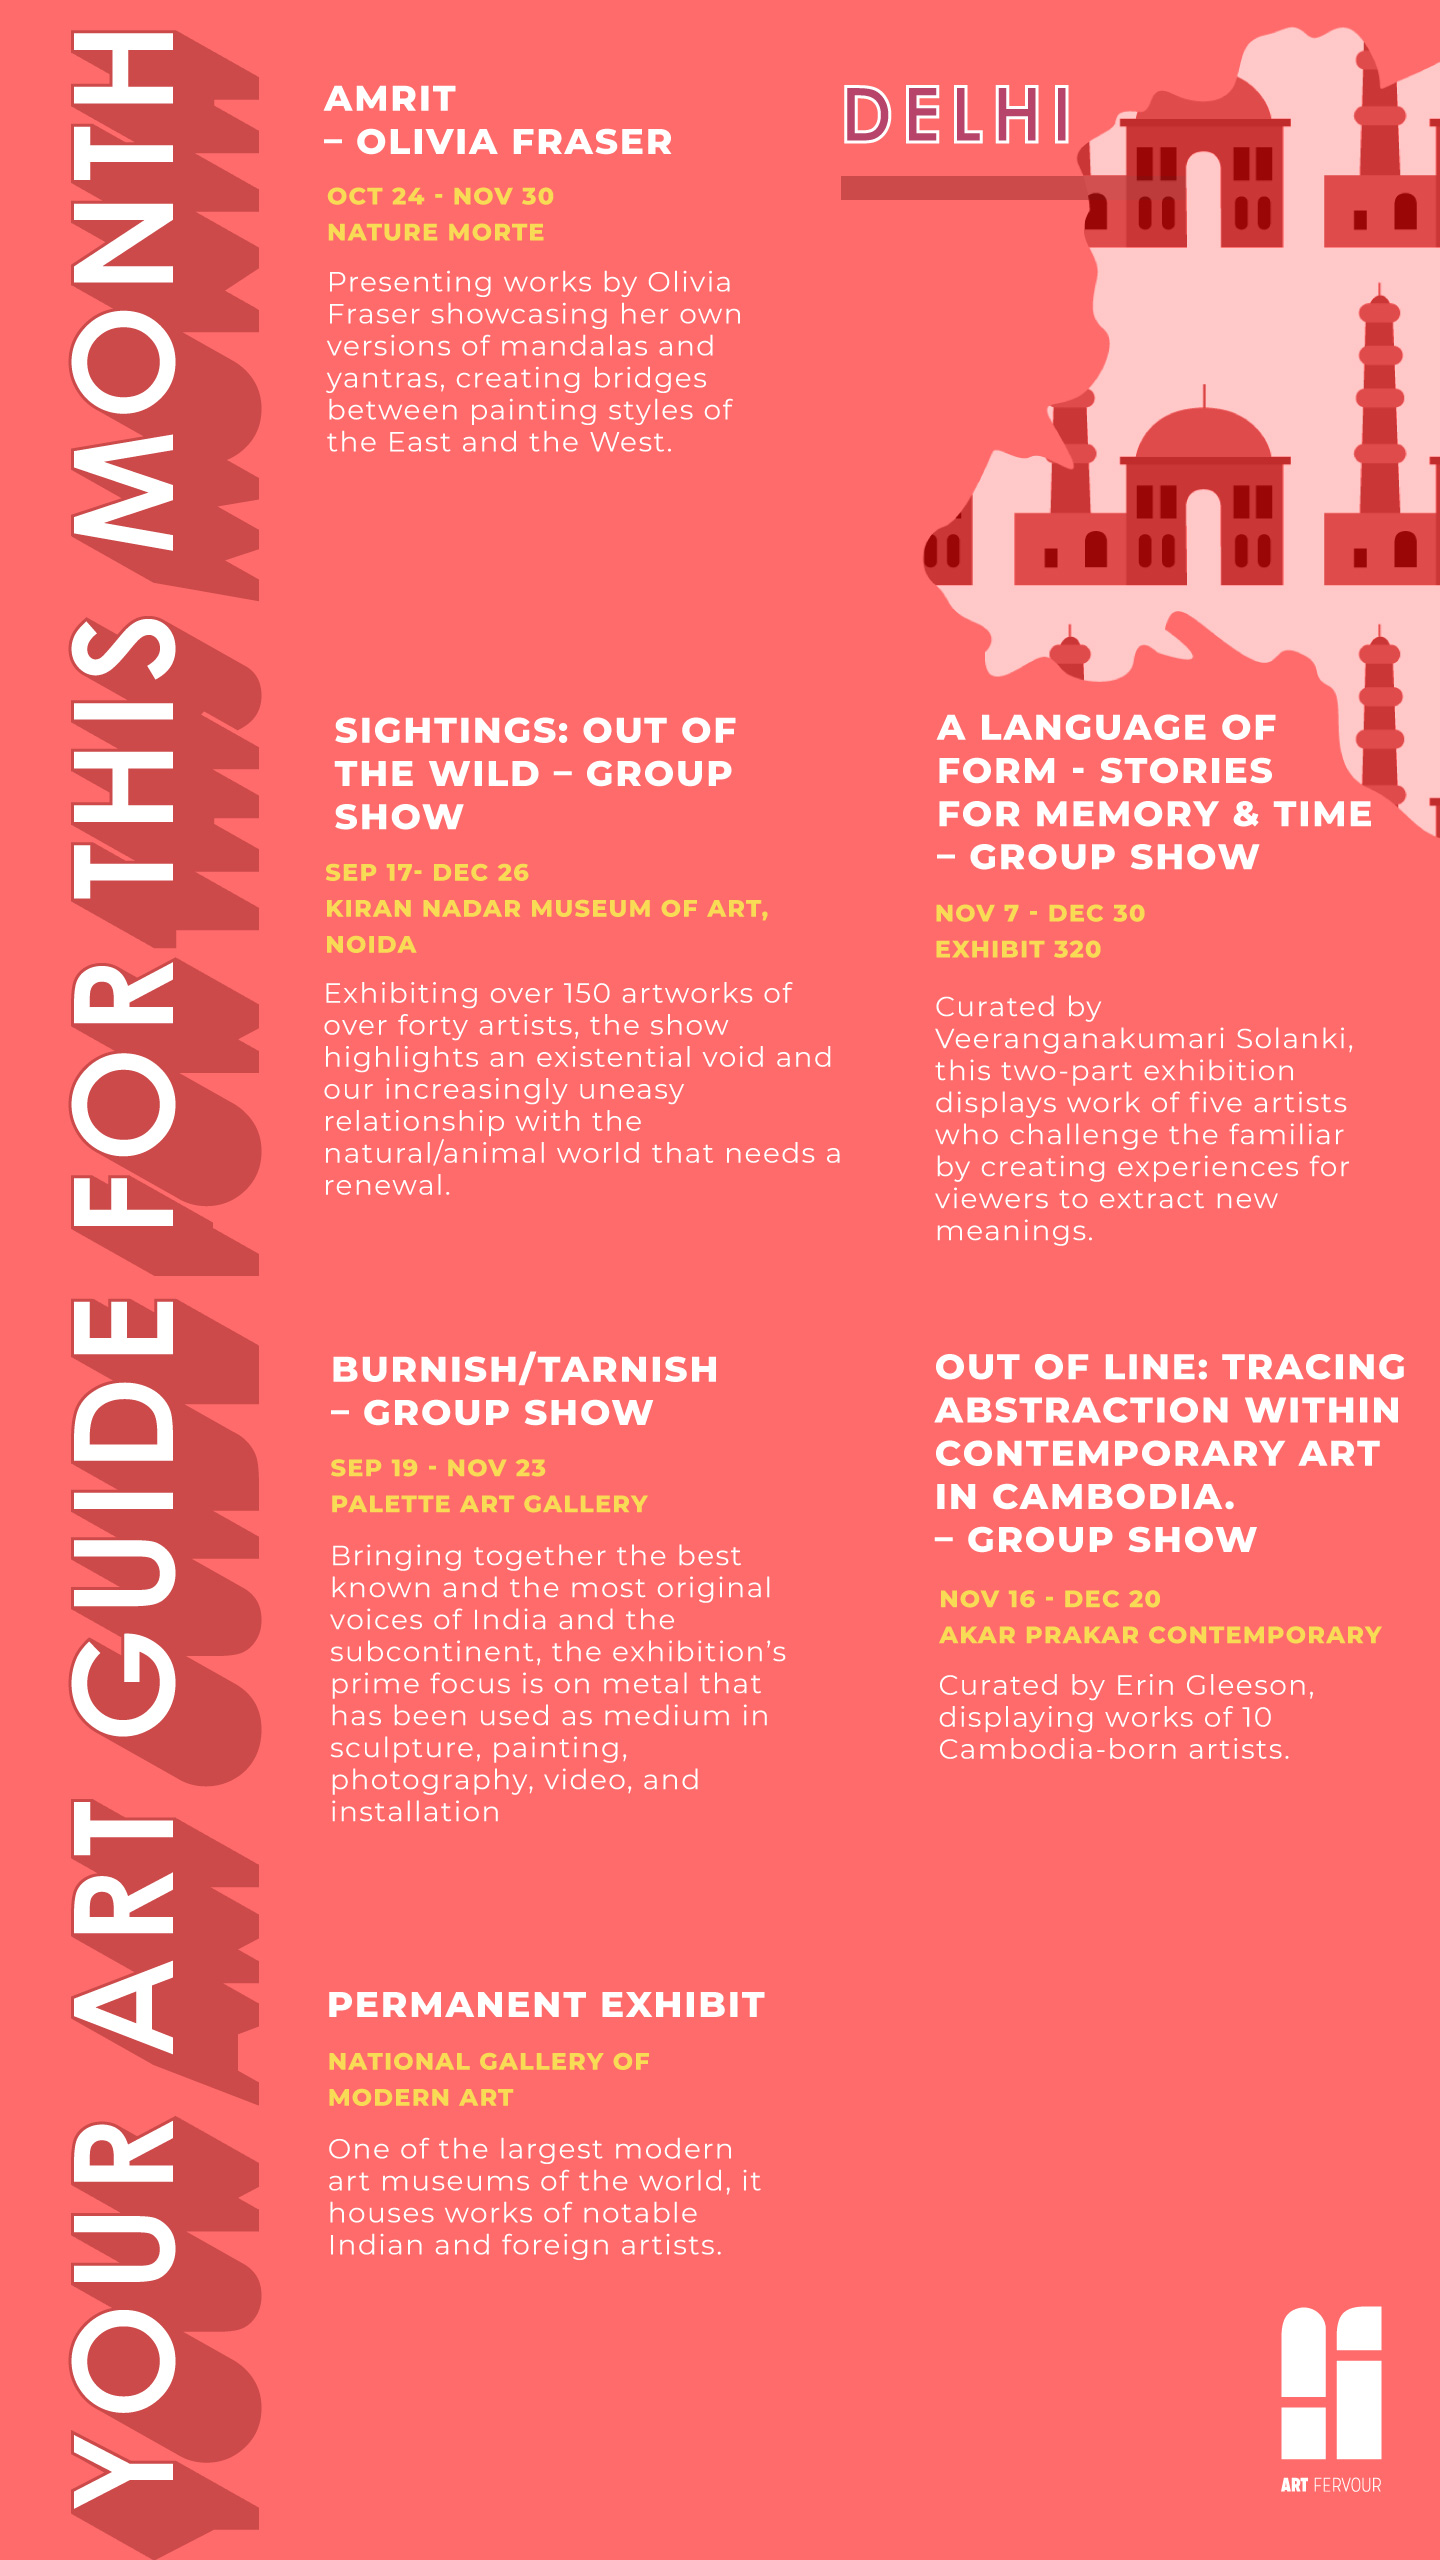 YOUR ART GUIDE FOR THIS MONTH
DELHI
AMRIT
– OLIVIA FRASER
OCT 24 - NOV 30
NATURE MORTE
Presenting works by Olivia
Fraser showcasing her own
versions of mandalas and
yantras, creating bridges
between painting styles of
the East and the West.
SIGHTINGS: OUT OF
THE WILD – GROUP
SHOW
SEP 17- DEC 26
KIRAN NADAR MUSEUM OF ART,
NOIDA
Exhibiting over 150 artworks of
over forty artists, the show
highlights an existential void and
our increasingly uneasy
relationship with the
natural/animal world that needs a
renewal.
A LANGUAGE OF
FORM - STORIES
FOR MEMORY & TIME
– GROUP SHOW
NOV 7 - DEC 30
EXHIBIT 320
Curated by
Veeranganakumari Solanki,
this two-part exhibition
displays work of five artists
who challenge the familiar
by creating experiences for
viewers to extract new
meanings.
BURNISH/TARNISH
– GROUP SHOW
SEP 19 - NOV 23
PALETTE ART GALLERY
Bringing together the best
known and the most original
voices of India and the
subcontinent, the exhibition's
prime focus is on metal that
has been used as medium in
sculpture, painting,
photography, video, and
installation
OUT OF LINE: TRACING
ABSTRACTION WITHIN
CONTEMPORARY ART
IN CAMBODIA.
– GROUP SHOW
NOV 16 - DEC 20
AKAR PRAKAR CONTEMPORARY
Curated by Erin Gleeson,
displaying works of 10
Cambodia-born artists.
PERMANENT EXHIBIT
NATIONAL GALLERY OF
MODERN ART
One of the largest modern
art museums of the world, it
houses works of notable
Indian and foreign artists.
ART FERVOUR